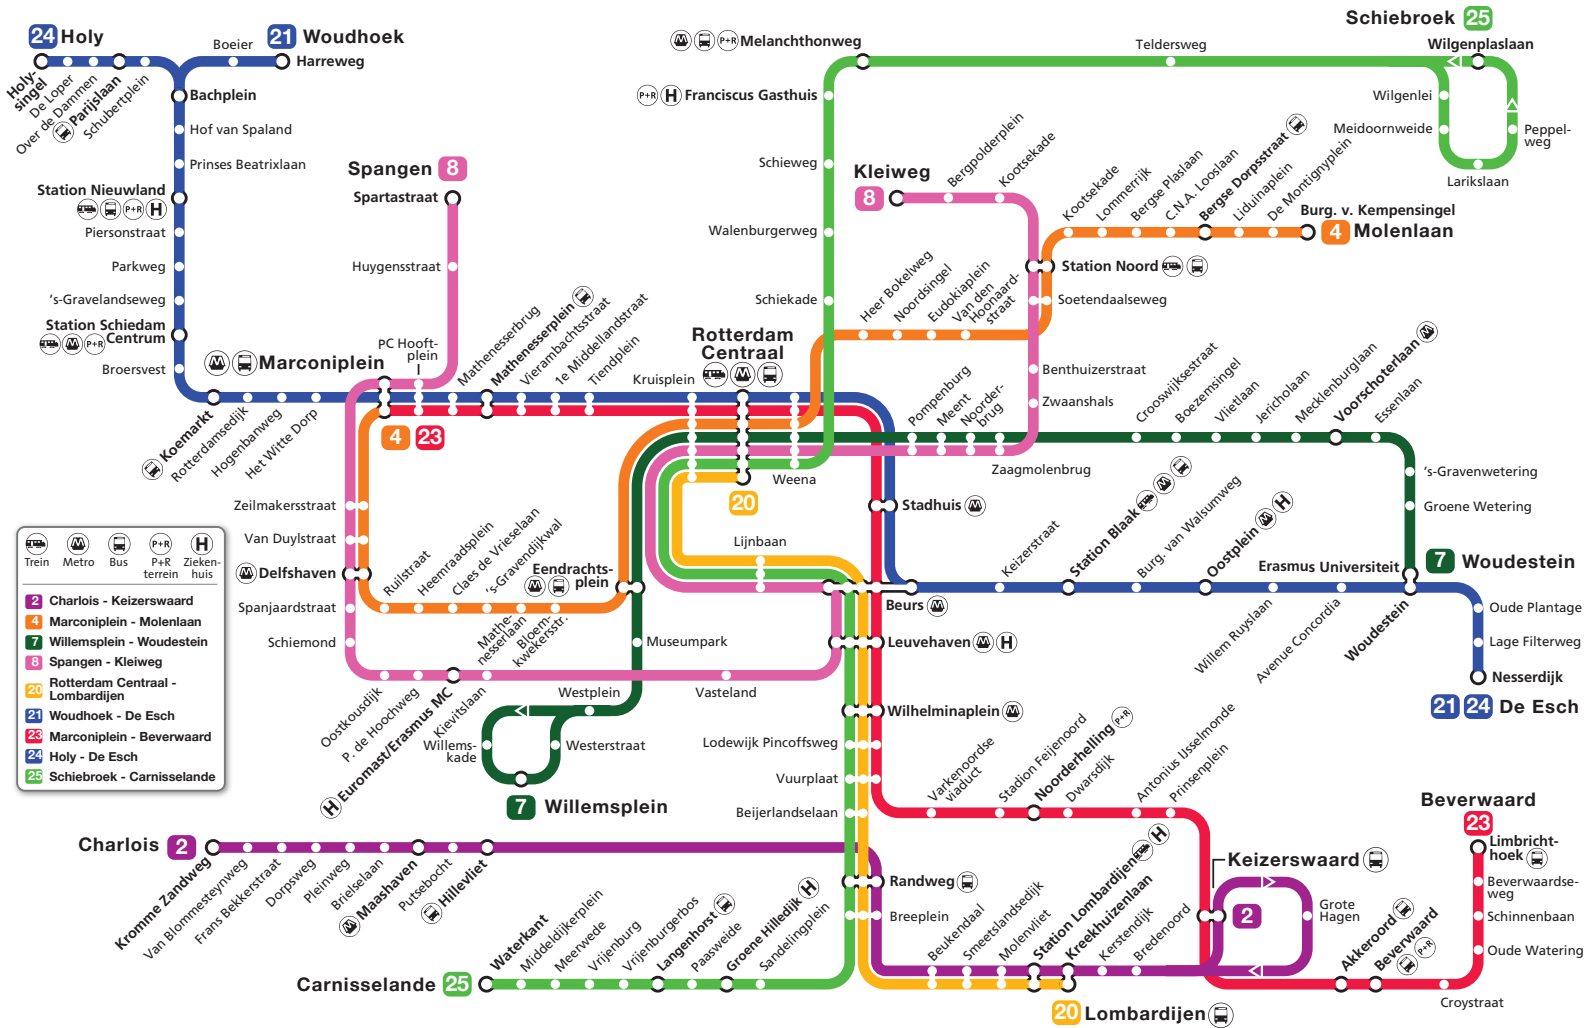 24 Holy
21 Woudhoek
Boeier
Harreweg
Holy-
singel
De Loper
Over de Dammen
Parijslaan
Schubertplein
Bachplein
Hof van Spaland
Prinses Beatrixlaan
Station Nieuwland
P+R H
Piersonstraat
Parkweg
's-Gravelandseweg
Station Schiedam
Centrum
P+R
Broersvest
Spangen 8
Spartastraat
Huygensstraat
PC Hooft-
plein
Marconiplein
4 23
Koemarkt
Rotterdamsedijk
Hogenbanweg
Het Witte Dorp
Mathenesserbrug
Mathenesserplein
Vierambachtsstraat
1e Middellandstraat
Tiendplein
Kruisplein
Rotterdam
Centraal
Weena
20
Schiebroek 25
Wilgenplaslaan
Teldersweg
Melanchthonweg
P+R
Franciscus Gasthuis
P+R H
Wilgenlei
Meidoornweide
Peppel-
weg
Larikslaan
Schieweg
Walenburgerweg
Schiekade
Kleiweg
8
Bergpolderplein
Kootsekade
Kootsekade
Lommerrijk
Bergse Plaslaan
C.N.A. Looslaan
Bergse Dorpsstraat
Liduinaplein
De Montignyplein
Burg. v. Kempensingel
4 Molenlaan
Station Noord
Soetendaalseweg
Heer Bokelweg
Noordsingel
Eudokiaplein
Van den
Hoonaard-
straat
Benthuizerstraat
Zwaanshals
Pompenburg
Meent
Noorder-
brug
Zaagmolenbrug
Crooswijksestraat
Boezemsingel
Vlietlaan
Jericholaan
Mecklenburglaan
Voorschoterlaan
Essenlaan
's-Gravenwetering
Groene Wetering
7 Woudestein
Zeilmakersstraat
Van Duylstraat
Delfshaven
Spanjaardstraat
Schiemond
Ruilstraat
Heemraadsplein
Claes de Vrieselaan
's-Gravendijkwal
Mathe-
nesserlaan
Bloem-
kwekersstr.
Eendrachts-
plein
Museumpark
Lijnbaan
Stadhuis
Beurs
Keizerstraat
Station Blaak
Burg. van Walsumweg
Oostplein
H
Erasmus Universiteit
Willem Ruyslaan
Avenue Concordia
Woudestein
Oude Plantage
Lage Filterweg
Nesserdijk
21 24 De Esch
Leuvehaven
H
Oostkousdijk
P. de Hoochweg
H Euromast/Erasmus MC
Kievitslaan
Vasteland
Westplein
Willems-
kade
Westerstraat
7 Willemsplein
Wilhelminaplein
Lodewijk Pincoffsweg
Vuurplaat
Beijerlandselaan
Varkenoordse
viaduct
Stadion Feijenoord
Noorderhelling P+R
Dwarsdijk
Antonius IJsselmonde
Prinsenplein
Trein
Metro
Bus
P+R
P+R
terrein
H
Zieken-
huis
2 Charlois - Keizerswaard
4 Marconiplein - Molenlaan
7 Willemsplein - Woudestein
8 Spangen - Kleiweg
20 Rotterdam Centraal -
Lombardijen
21 Woudhoek - De Esch
23 Marconiplein - Beverwaard
24 Holy - De Esch
25 Schiebroek - Carnisselande
Charlois 2
Kromme Zandweg
Van Blommesteynweg
Frans Bekkerstraat
Dorpsweg
Pleinweg
Brielselaan
Maashaven
Putsebocht
Hillevliet
Randweg
Breeplein
Beukendaal
Smeetslandsedijk
Molenvliet
Station Lombardijen
H
Kreekhuizenlaan
Kerstendijk
Bredenoord
Keizerswaard
2
Grote
Hagen
20 Lombardijen
Carnisselande 25
Waterkant
Middeldijkerplein
Meerwede
Vrijenburg
Vrijenburgerbos
Langenhorst
Paasweide
Groene Hilledijk H
Sandelingplein
Beverwaard
23
Limbricht-
hoek
Beverwaardse-
weg
Schinnenbaan
Oude Watering
Akkeroord
Beverwaard
P+R
Croystraat